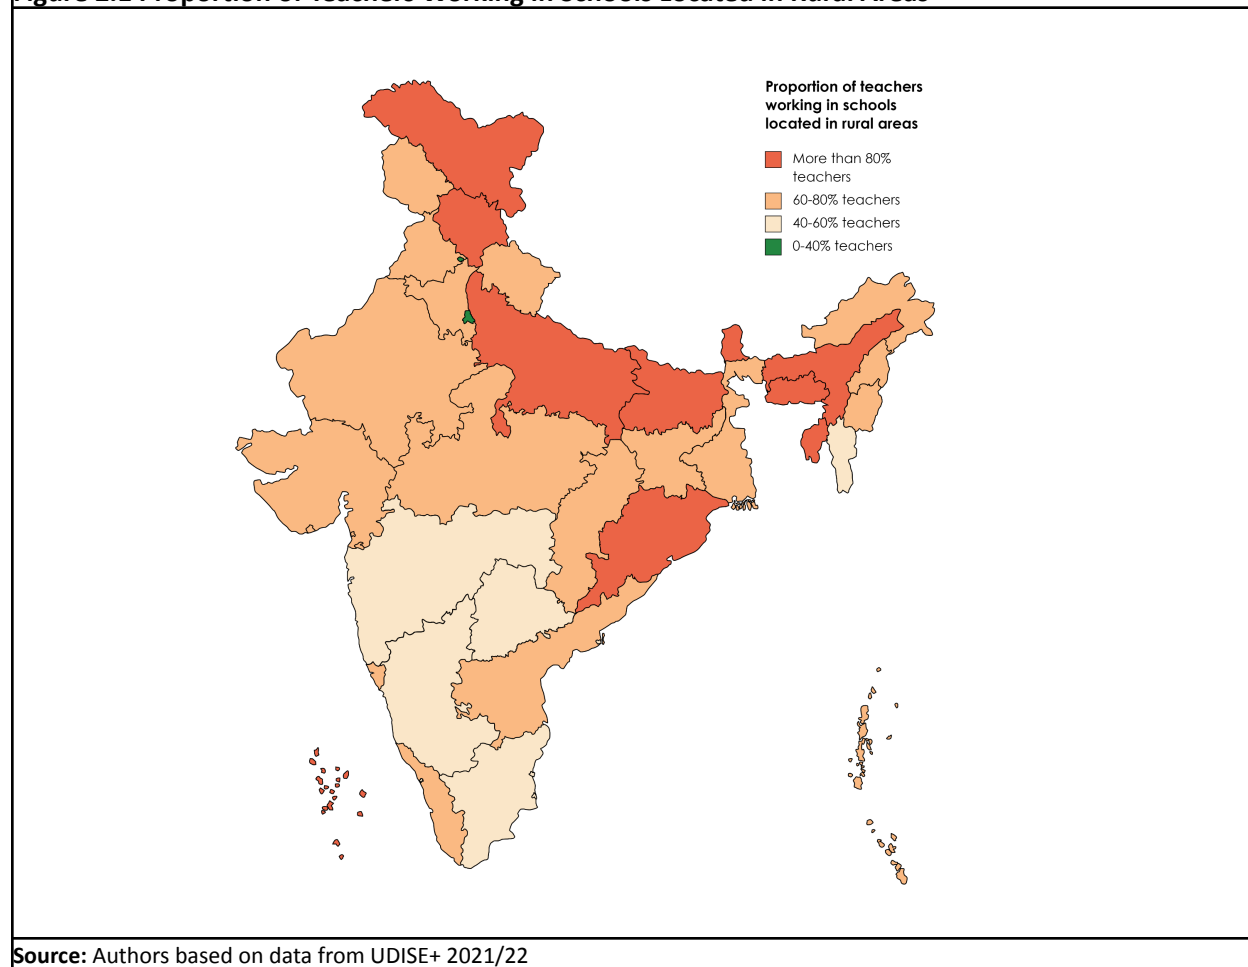 Proportion of teachers
working in schools
located in rural areas
More than 80%
teachers
60-80% teachers
40-60% teachers
0-40% teachers
Source: Authors based on data from UDISE+ 2021/22